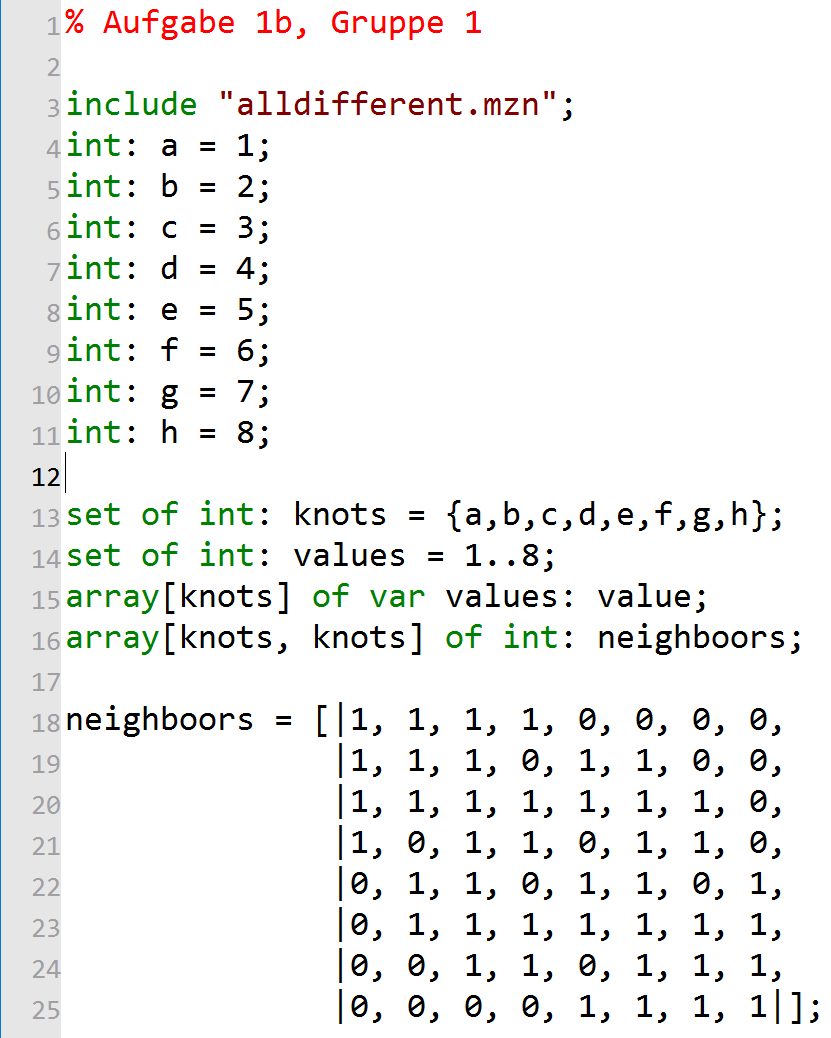 1 % Aufgabe 1b, Gruppe 1
2
3 include "alldifferent.mzn";
4 int: a = 1;
5 int: b = 2;
6 int: c = 3;
7 int: d = 4;
8 int: e = 5;
9 int: f = 6;
10 int: g = 7;
11 int: h = 8;
12
13 set of int: knots = {a,b,c,d,e,f,g,h};
14 set of int: values = 1..8;
15 array[knots] of var values: value;
16 array[knots, knots] of int: neighboors;
17
18 neighboors = [|1, 1, 1, 1, 0, 0, 0, 0,
19 |1, 1, 1, 0, 1, 1, 0, 0,
20 |1, 1, 1, 1, 1, 1, 1, 0,
21 |1, 0, 1, 1, 0, 1, 1, 0,
22 |0, 1, 1, 0, 1, 1, 0, 1,
23 |0, 1, 1, 1, 1, 1, 1, 1,
24 |0, 0, 1, 1, 0, 1, 1, 1,
25 |0, 0, 0, 0, 1, 1, 1, 1|];